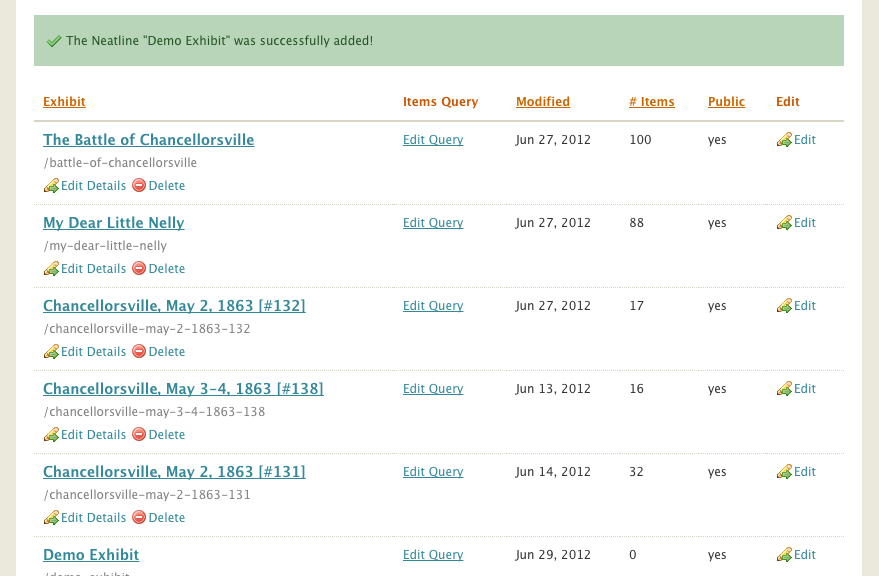 The Neatline "Demo Exhibit" was successfully added!
Exhibit Items Query Modified # Items Public Edit
The Battle of Chancellorsville Edit Query Jun 27, 2012 100 yes Edit
/battle-of-chancellorsville
Edit Details Delete
My Dear Little Nelly Edit Query Jun 27, 2012 88 yes Edit
/my-dear-little-nelly
Edit Details Delete
Chancellorsville, May 2, 1863 [#132] Edit Query Jun 27, 2012 17 yes Edit
/chancellorsville-may-2-1863-132
Edit Details Delete
Chancellorsville, May 3-4, 1863 [#138] Edit Query Jun 13, 2012 16 yes Edit
/chancellorsville-may-3-4-1863-138
Edit Details Delete
Chancellorsville, May 2, 1863 [#131] Edit Query Jun 14, 2012 32 yes Edit
/chancellorsville-may-2-1863-131
Edit Details Delete
Demo Exhibit Edit Query Jun 29, 2012 0 yes Edit
/demo-exhibit